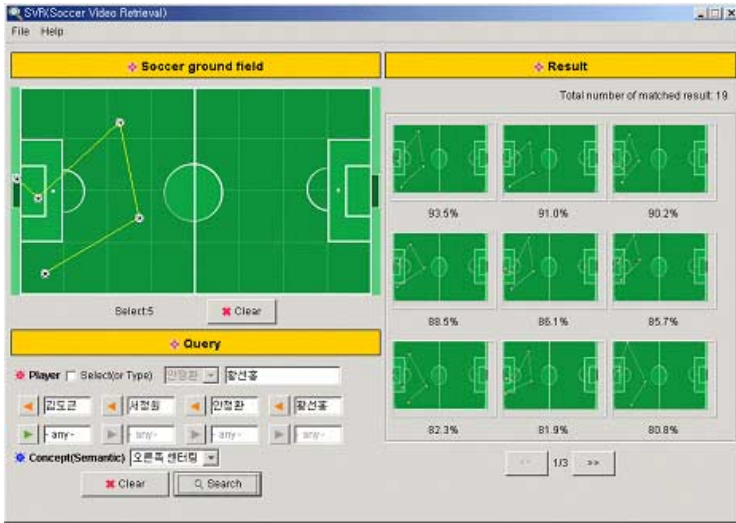 SVR(Soccer Video Retrieval)
File Help
Soccer ground field
Select:5
Clear
Query
Player Select(or Type) 안정환 황선홍
김도근 서정원 안정환 황선홍
- any - - any - - any - - any -
Concept(Semantic) 오른쪽 센터링
Clear Search
Result
Total number of matched result: 19
93.5% 91.0% 90.2%
88.5% 86.1% 85.7%
82.3% 81.9% 80.8%
<< 1/3 >>